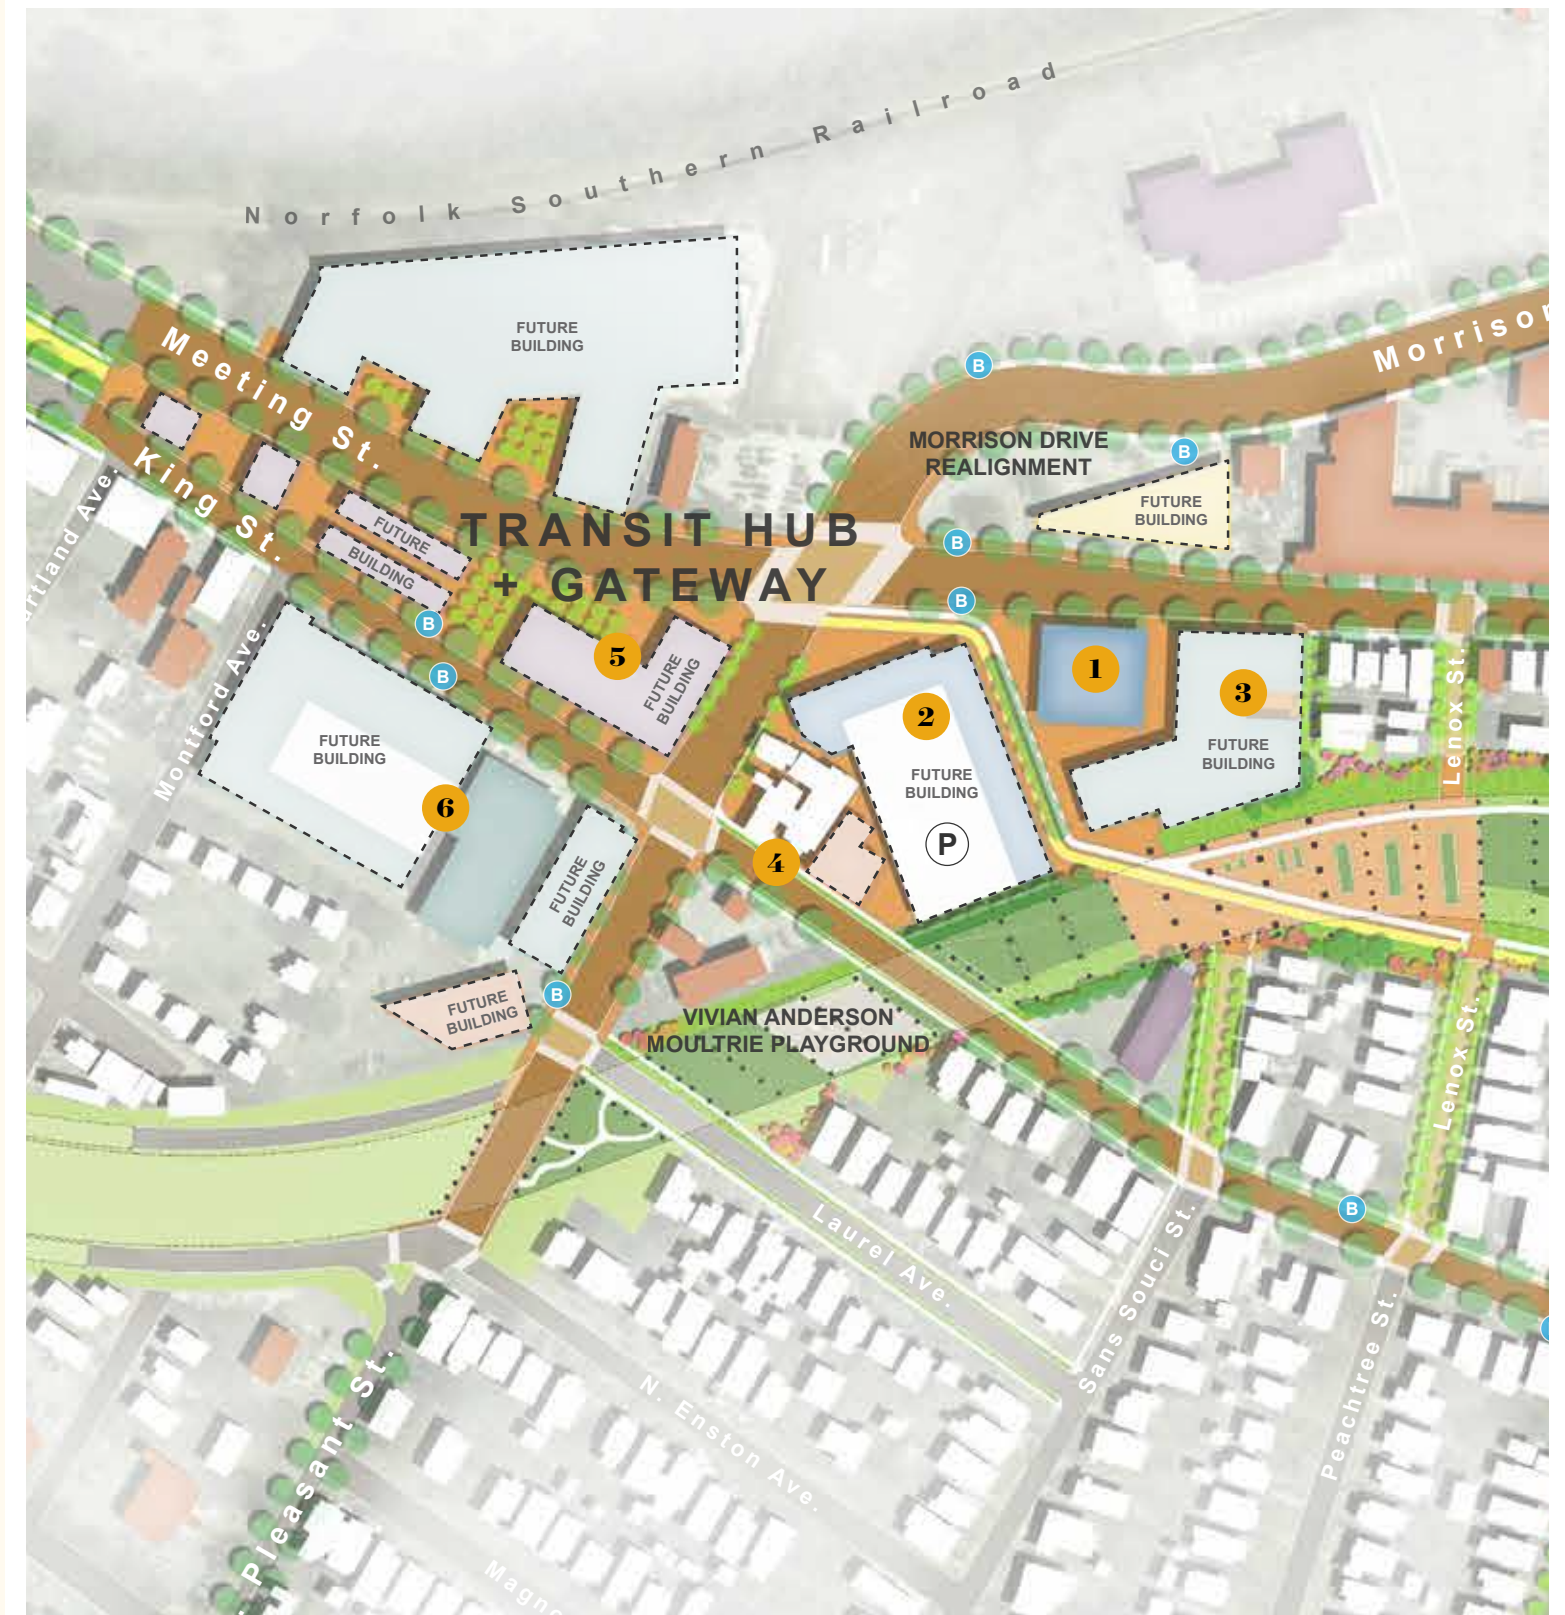 Norfolk Southern Railroad
Morrison
Meeting St.
FUTURE
BUILDING
B
MORRISON DRIVE
REALIGNMENT
B
FUTURE
BUILDING
King St.
FUTURE
BUILDING
TRANSIT HUB
+ GATEWAY
B
B
B
B
5
FUTURE
BUILDING
1
2
3
FUTURE
BUILDING
Lenox St.
Montford Ave.
FUTURE
BUILDING
FUTURE
BUILDING
P
6
4
FUTURE
BUILDING
FUTURE
BUILDING
B
VIVIAN ANDERSON
MOULTRIE PLAYGROUND
Lenox St.
B
Laurel Ave.
Sans Souci St.
Peachtree St.
N. Enston Ave.
Pleasant St.